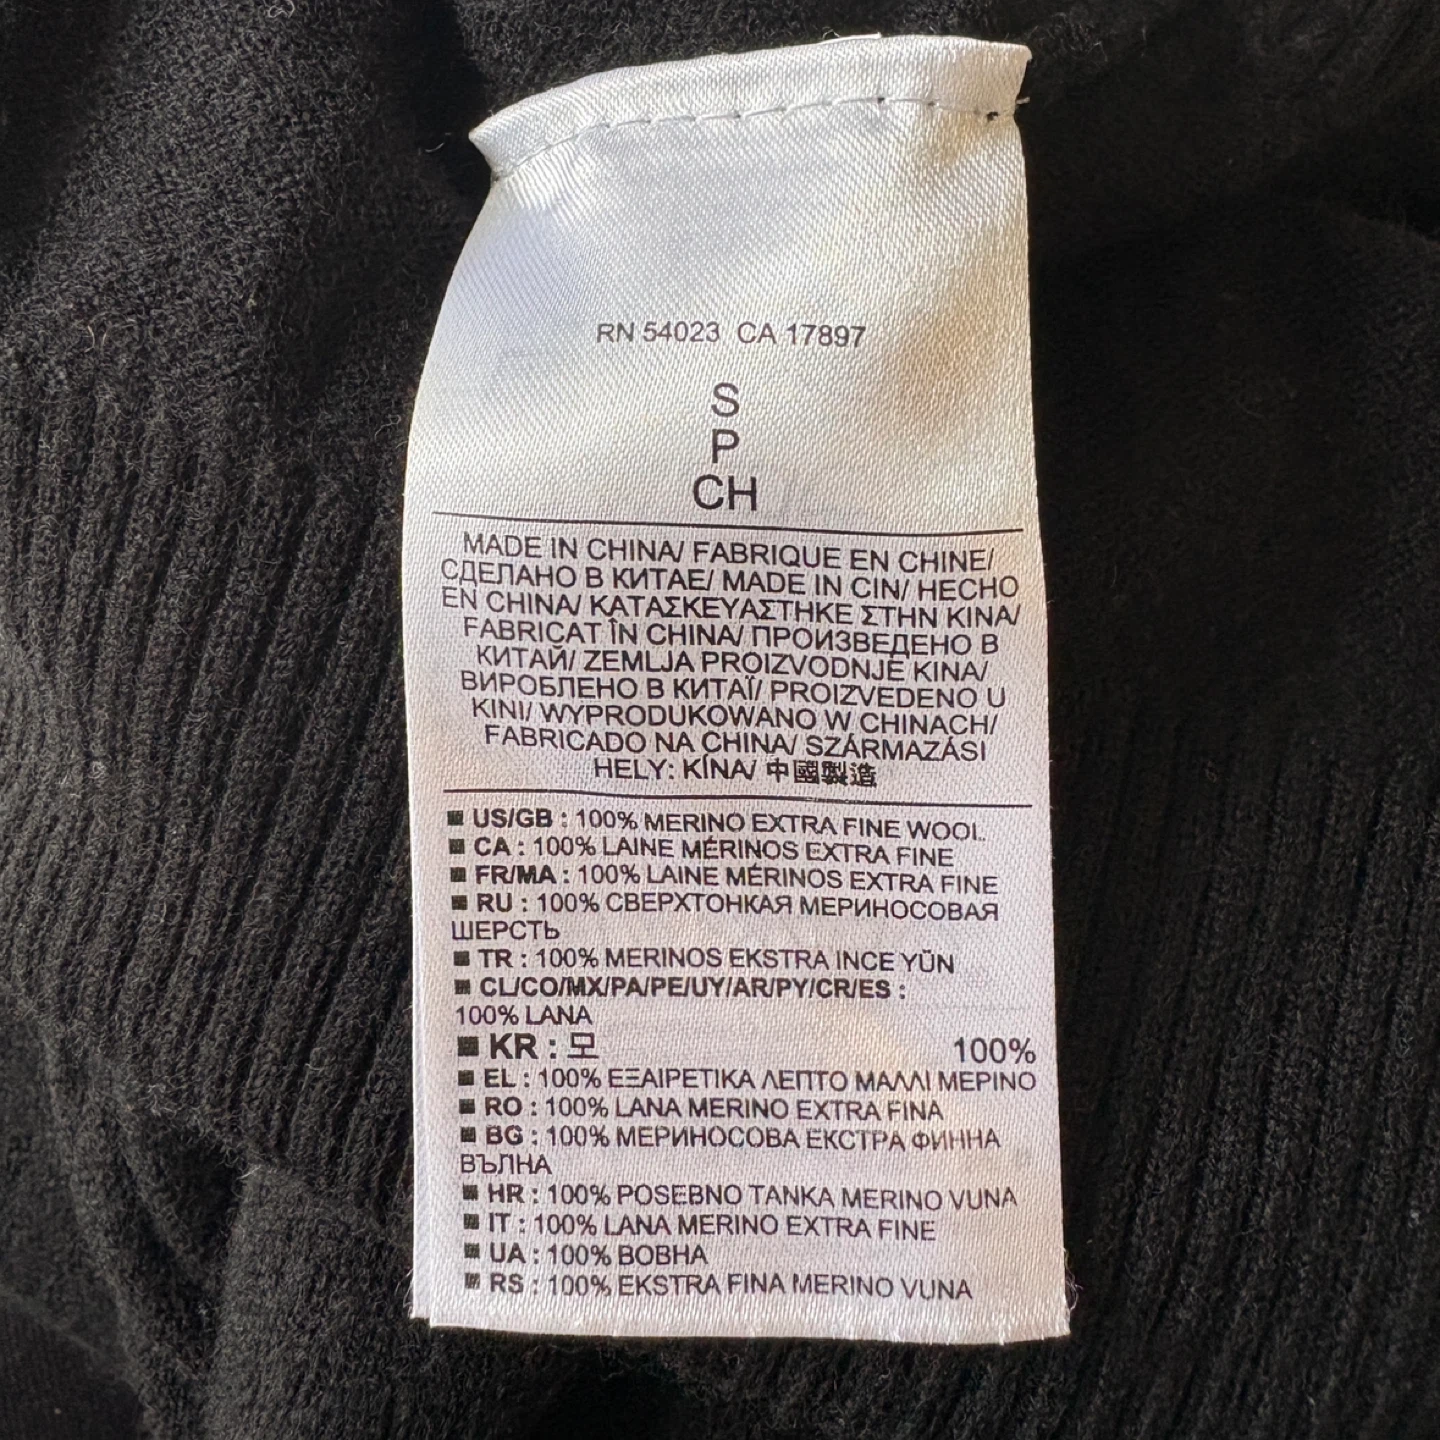 RN 54023 CA 17897
S
P
CH
MADE IN CHINA/ FABRIQUE EN CHINE/
СДЕЛАНО В КИТАЕ/ MADE IN CIN/ HECHO
EN CHINA/ ΚΑΤΑΣΚΕΥΑΣΤΗΚΕ ΣΤΗΝ ΚΙΝΑ/
FABRICAT ÎN CHINA/ ПРОИЗВЕДЕНО В
КИТАЙ/ ZEMLJA PROIZVODNJE KINA/
ВИРОБЛЕНО В КИТАЇ/ PROIZVEDENO U
KINI/ WYPRODUKOWANO W CHINACH/
FABRICADO NA CHINA/ SZÁRMAZÁSI
HELY: KÍNA/ 中國製造
■ US/GB : 100% MERINO EXTRA FINE WOOL
■ CA : 100% LAINE MÉRINOS EXTRA FINE
■ FR/MA : 100% LAINE MÉRINOS EXTRA FINE
■ RU : 100% СВЕРХТОНКАЯ МЕРИНОСОВАЯ
ШЕРСТЬ
■ TR : 100% MERINOS EKSTRA INCE YÜN
■ CL/CO/MX/PA/PE/UY/AR/PY/CR/ES :
100% LANA
■ KR : 모 100%
■ EL : 100% ΕΞΑΙΡΕΤΙΚΑ ΛΕΠΤΟ ΜΑΛΛΙ ΜΕΡΙΝΟ
■ RO : 100% LANA MERINO EXTRA FINA
■ BG : 100% МЕРИНОСОВА ЕКСТРА ФИННА
ВЪЛНА
■ HR : 100% POSEBNO TANKA MERINO VUNA
■ IT : 100% LANA MERINO EXTRA FINE
■ UA : 100% ВОВНА
■ RS : 100% EKSTRA FINA MERINO VUNA